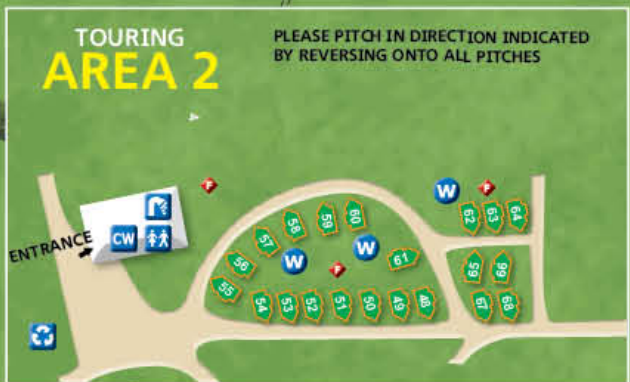 TOURING
AREA 2
PLEASE PITCH IN DIRECTION INDICATED
BY REVERSING ONTO ALL PITCHES
F
W
F
62
63
64
ENTRANCE
CW
55
56
57
58
59
60
61
W
W
F
65
66
54
53
52
51
50
49
48
67
68